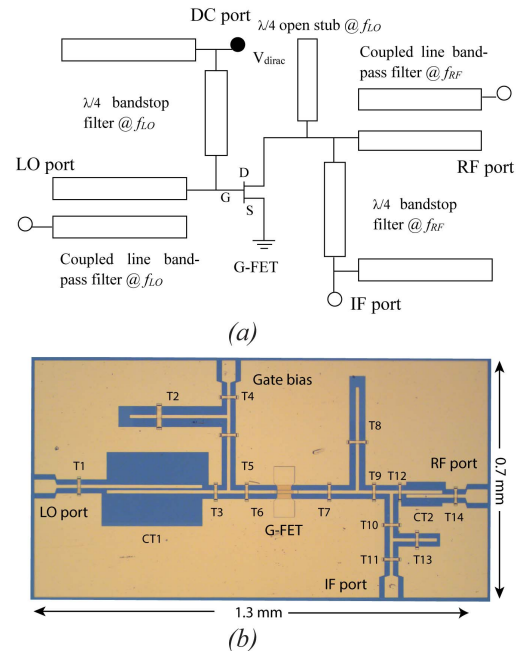 DC port
λ/4 open stub @ fLO
Vdirac
Coupled line band-
pass filter @ fRF
λ/4 bandstop
filter @ fLO
LO port
RF port
D
G
S
λ/4 bandstop
filter @ fRF
Coupled line band-
pass filter @ fLO
G-FET
IF port
(a)
Gate bias
T2
T4
T8
T1
T5
T9
T12
RF port
LO port
T3
T6
T7
CT2
T14
CT1
G-FET
T10
T11
T13
IF port
0.7 mm
1.3 mm
(b)